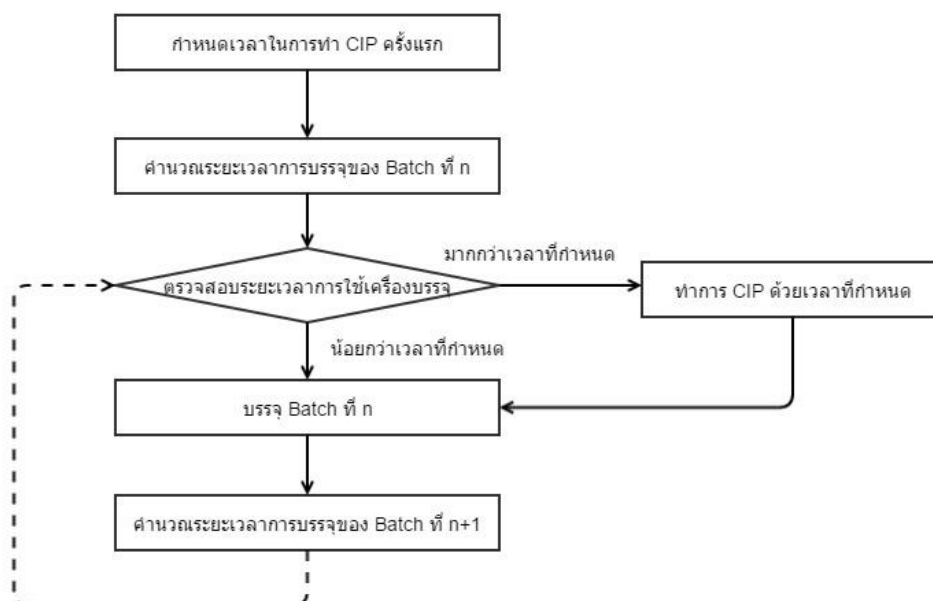 กำหนดเวลาในการทำ CIP ครั้งแรก
คำนวณระยะเวลาการบรรจุของ Batch ที่ n
มากกว่าเวลาที่กำหนด
ตรวจสอบระยะเวลาการใช้เครื่องบรรจุ
ทำการ CIP ด้วยเวลาที่กำหนด
น้อยกว่าเวลาที่กำหนด
บรรจุ Batch ที่ n
คำนวณระยะเวลาการบรรจุของ Batch ที่ n+1